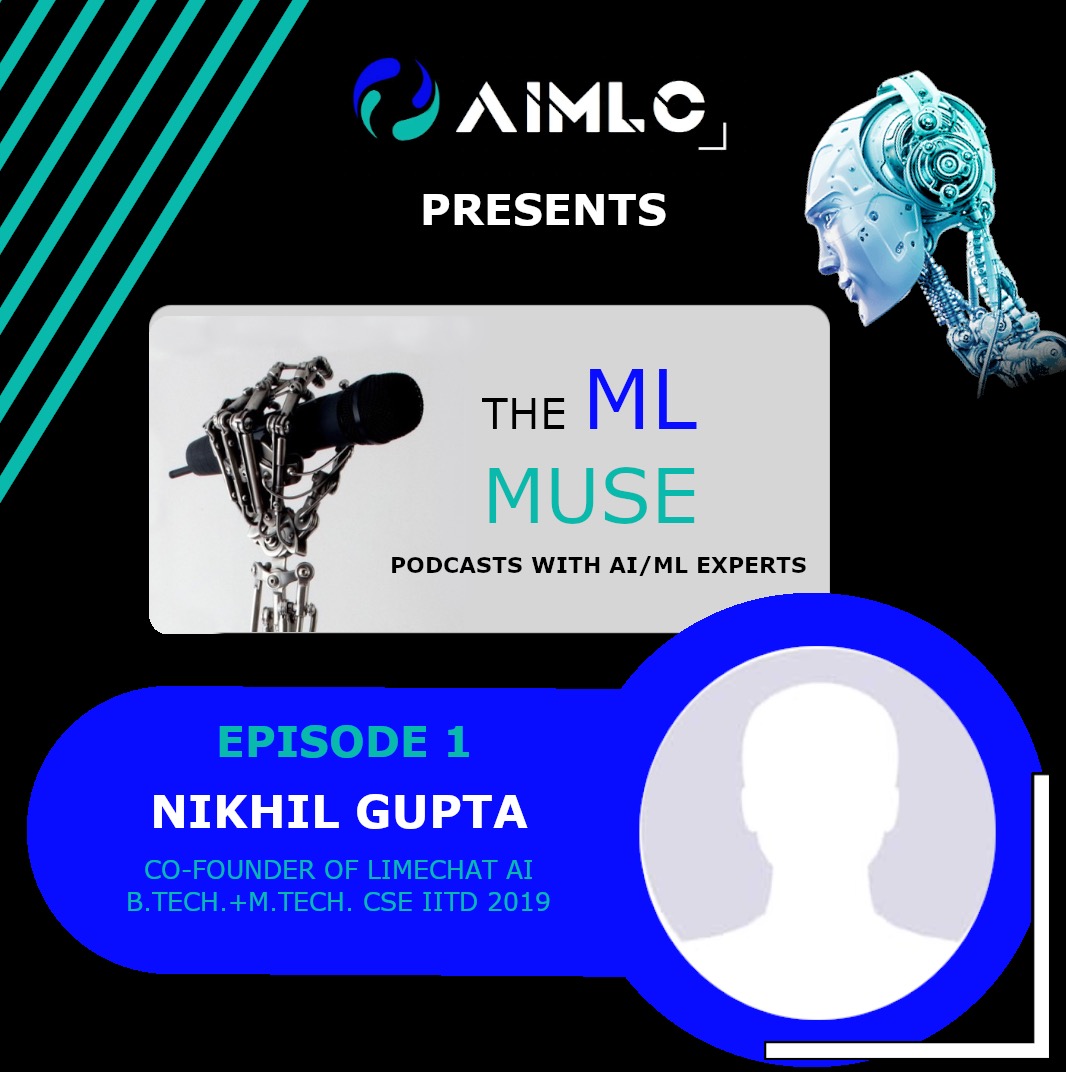 AIMLC
PRESENTS
THE ML
MUSE
PODCASTS WITH AI/ML EXPERTS
EPISODE 1
NIKHIL GUPTA
CO-FOUNDER OF LIMECHAT AI
B.TECH.+M.TECH. CSE IITD 2019